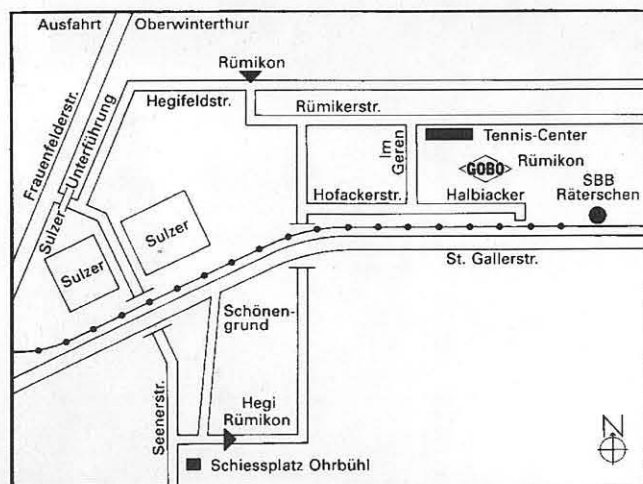 Ausfahrt
Oberwinterthur
Rümikon
Frauenfelderstr.
Unterführung
Hegifeldstr.
Rümikerstr.
Im
Geren
Tennis-Center
GOBO
Rümikon
SBB
Räterschen
Hofackerstr.
Halbiacker
Sulzer
Sulzer
Sulzer
St. Gallerstr.
Schönen-
grund
Seenerstr.
Hegi
Rümikon
Schiessplatz Ohrbühl
N